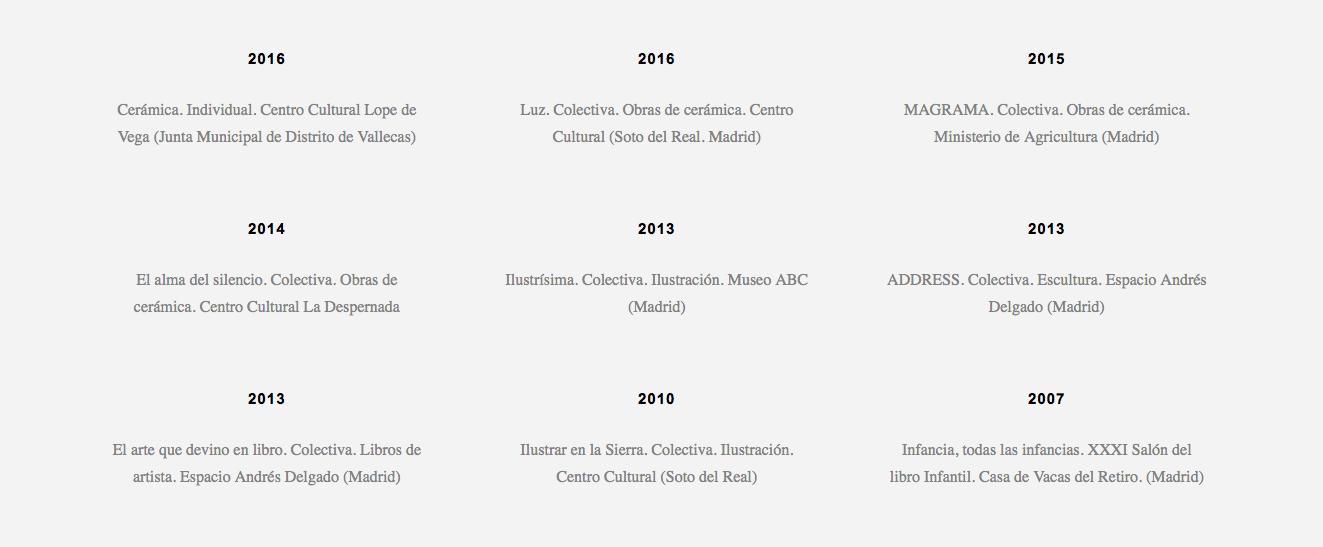 2016
Cerámica. Individual. Centro Cultural Lope de
Vega (Junta Municipal de Distrito de Vallecas)
2016
Luz. Colectiva. Obras de cerámica. Centro
Cultural (Soto del Real. Madrid)
2015
MAGRAMA. Colectiva. Obras de cerámica.
Ministerio de Agricultura (Madrid)
2014
El alma del silencio. Colectiva. Obras de
cerámica. Centro Cultural La Despernada
2013
Ilustrísima. Colectiva. Ilustración. Museo ABC
(Madrid)
2013
ADDRESS. Colectiva. Escultura. Espacio Andrés
Delgado (Madrid)
2013
El arte que devino en libro. Colectiva. Libros de
artista. Espacio Andrés Delgado (Madrid)
2010
Ilustrar en la Sierra. Colectiva. Ilustración.
Centro Cultural (Soto del Real)
2007
Infancia, todas las infancias. XXXI Salón del
libro Infantil. Casa de Vacas del Retiro. (Madrid)